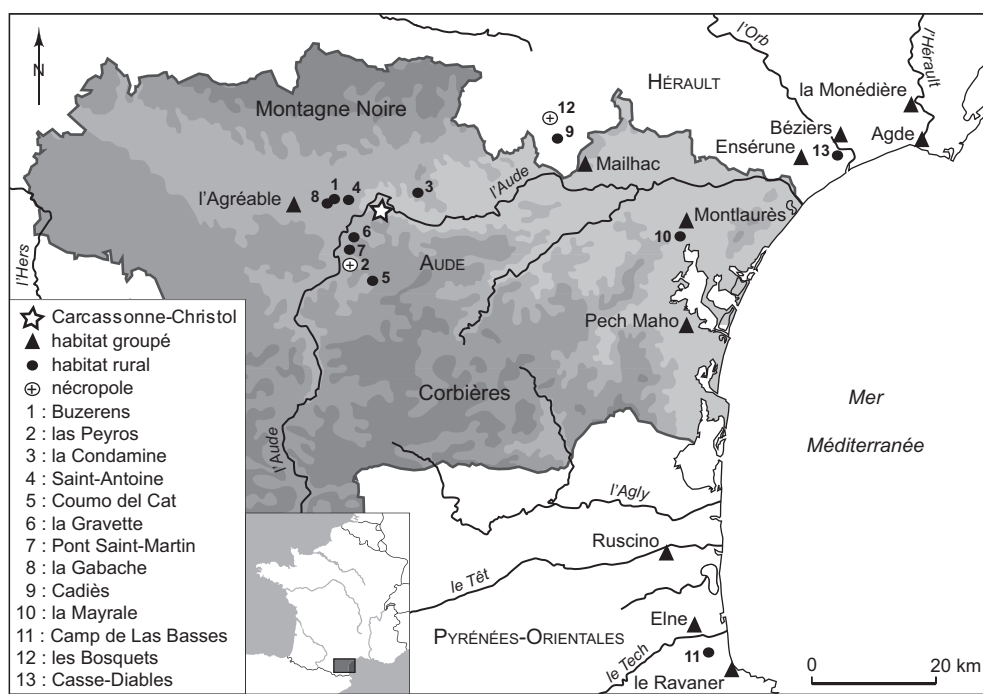 N
l'Orb
l'Hérault
HÉRAULT
la Monédière
Montagne Noire
12
9
Béziers
Ensérune
13
Agde
Mailhac
l'Aude
3
l'Agréable
8
1
4
Montlaurès
10
6
7
2
5
AUDE
l'Hers
Pech Maho
Carcassonne-Christol
habitat groupé
habitat rural
nécropole
1 : Buzerens
2 : las Peyros
3 : la Condamine
4 : Saint-Antoine
5 : Coumo del Cat
6 : la Gravette
7 : Pont Saint-Martin
8 : la Gabache
9 : Cadiès
10 : la Mayrale
11 : Camp de Las Basses
12 : les Bosquets
13 : Casse-Diables
Corbières
l'Aude
Mer
Méditerranée
l'Agly
Ruscino
le Têt
Elne
PYRÉNÉES-ORIENTALES
le Tech
11
le Ravaner
0
20 km